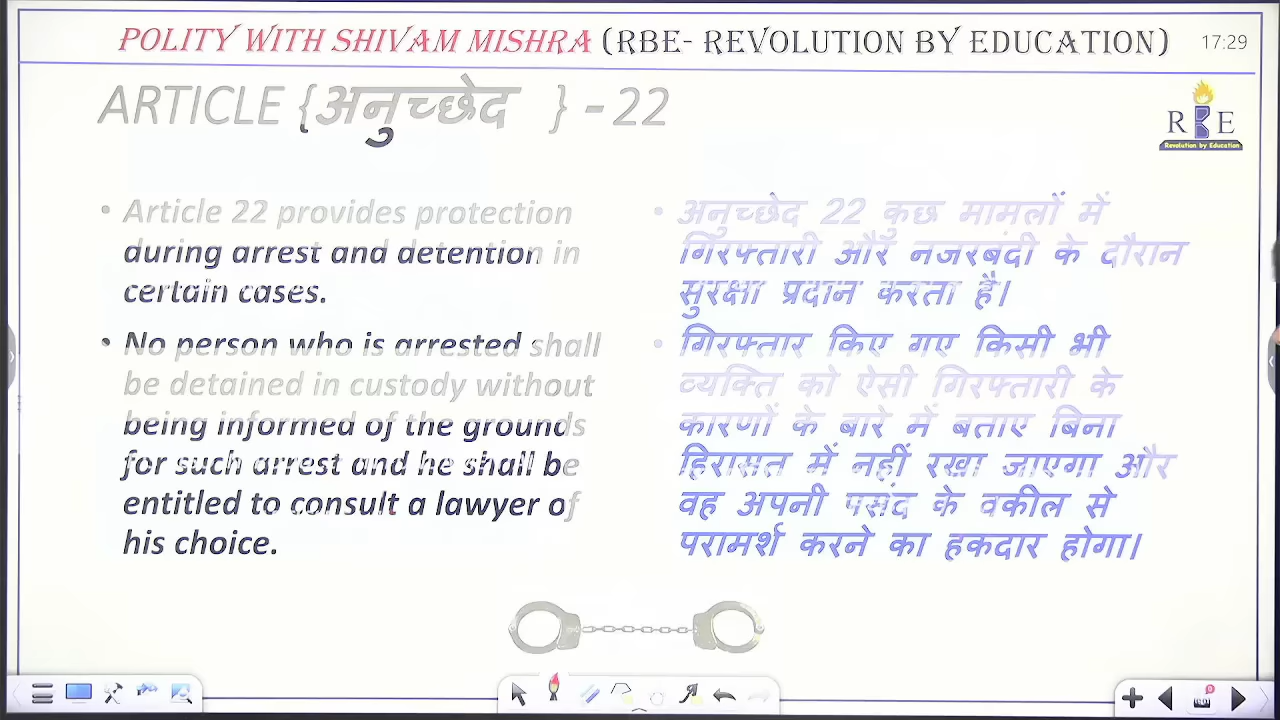 POLITY WITH SHIVAM MISHRA (RBE- REVOLUTION BY EDUCATION)
17:29
ARTICLE {अनुच्छेद } - 22
R E
Revolution by Education
• Article 22 provides protection
during arrest and detention in
certain cases.
• No person who is arrested shall
be detained in custody without
being informed of the grounds
for such arrest and he shall be
entitled to consult a lawyer of
his choice.
• अनुच्छेद 22 कुछ मामलों में
गिरफ्तारी और नजरबंदी के दौरान
सुरक्षा प्रदान करता है।
• गिरफ्तार किए गए किसी भी
व्यक्ति को ऐसी गिरफ्तारी के
कारणों के बारे में बताए बिना
हिरासत में नहीं रखा जाएगा और
वह अपनी पसंद के वकील से
परामर्श करने का हकदार होगा।